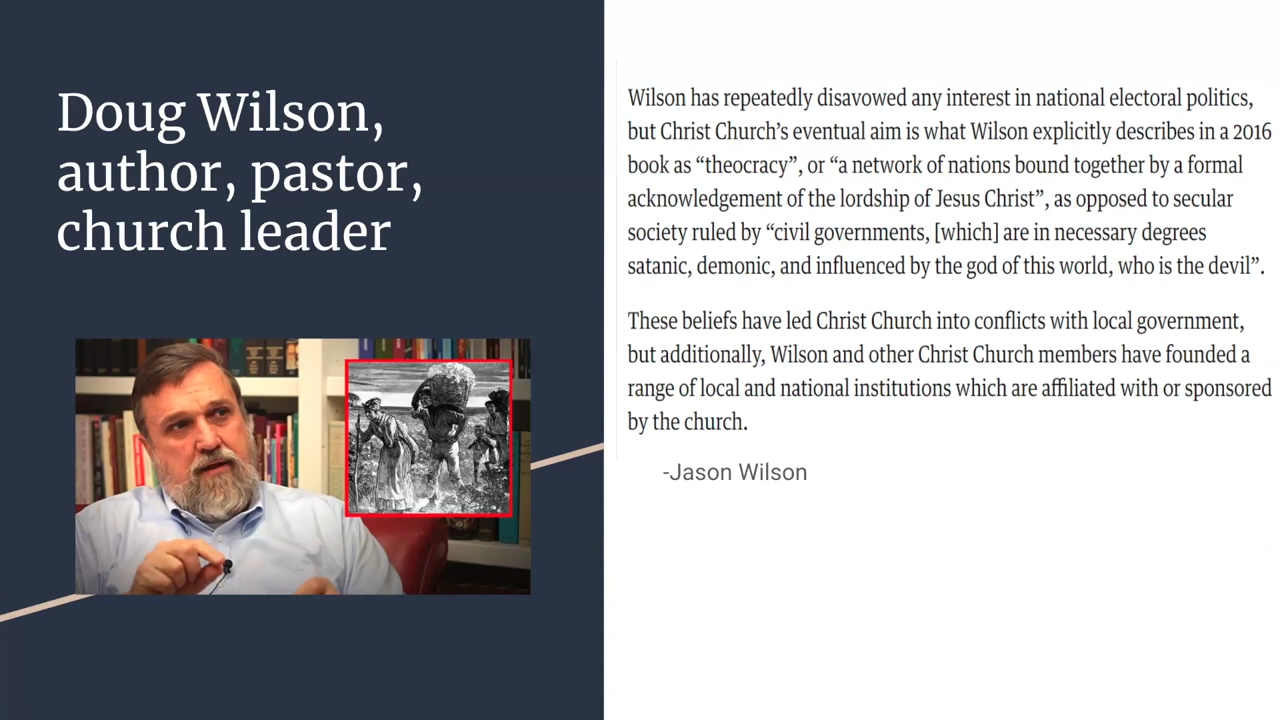 Doug Wilson,
author, pastor,
church leader
Wilson has repeatedly disavowed any interest in national electoral politics,
but Christ Church’s eventual aim is what Wilson explicitly describes in a 2016
book as “theocracy”, or “a network of nations bound together by a formal
acknowledgement of the lordship of Jesus Christ”, as opposed to secular
society ruled by “civil governments, [which] are in necessary degrees
satanic, demonic, and influenced by the god of this world, who is the devil”.
These beliefs have led Christ Church into conflicts with local government,
but additionally, Wilson and other Christ Church members have founded a
range of local and national institutions which are affiliated with or sponsored
by the church.
-Jason Wilson